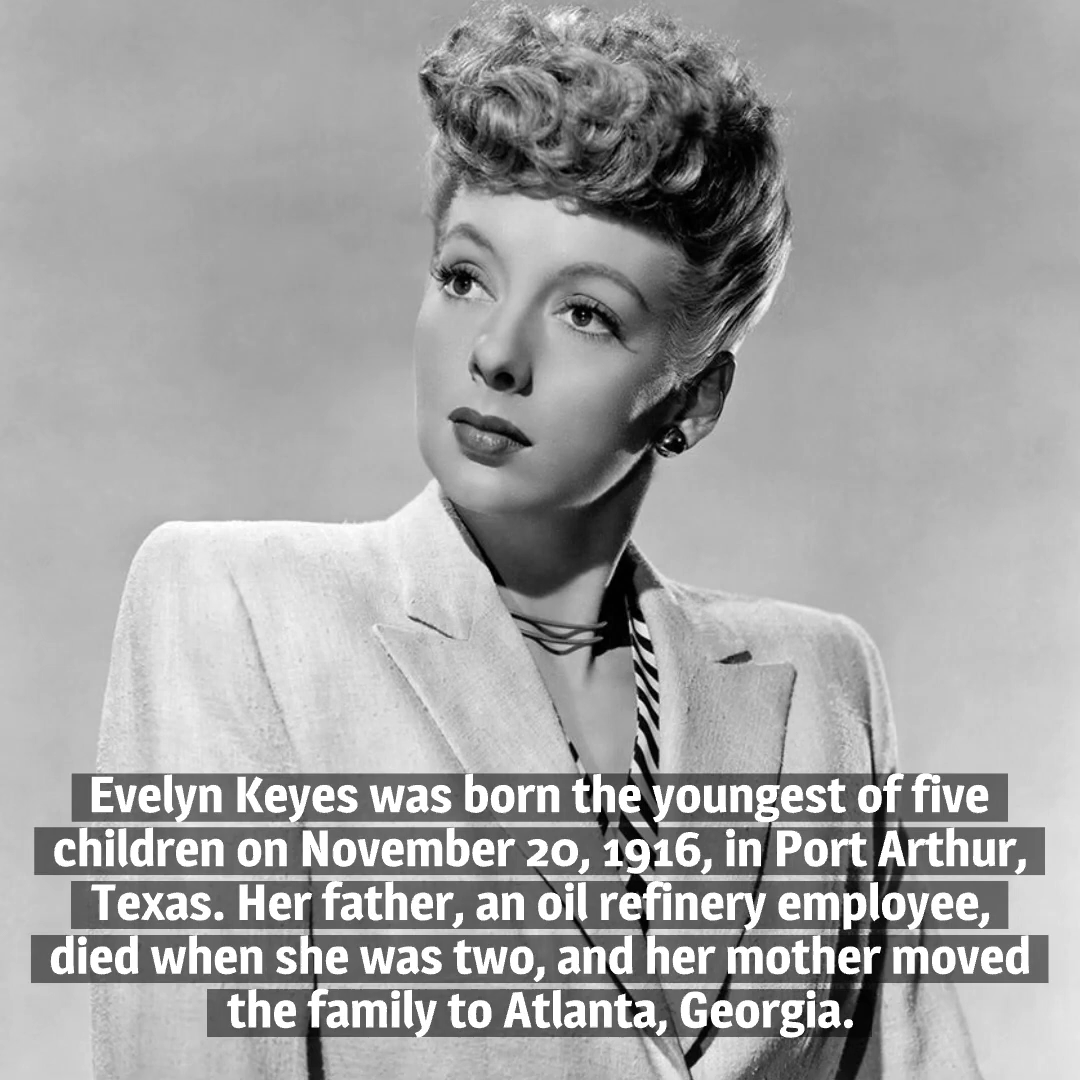 Evelyn Keyes was born the youngest of five
children on November 20, 1916, in Port Arthur,
Texas. Her father, an oil refinery employee,
died when she was two, and her mother moved
the family to Atlanta, Georgia.